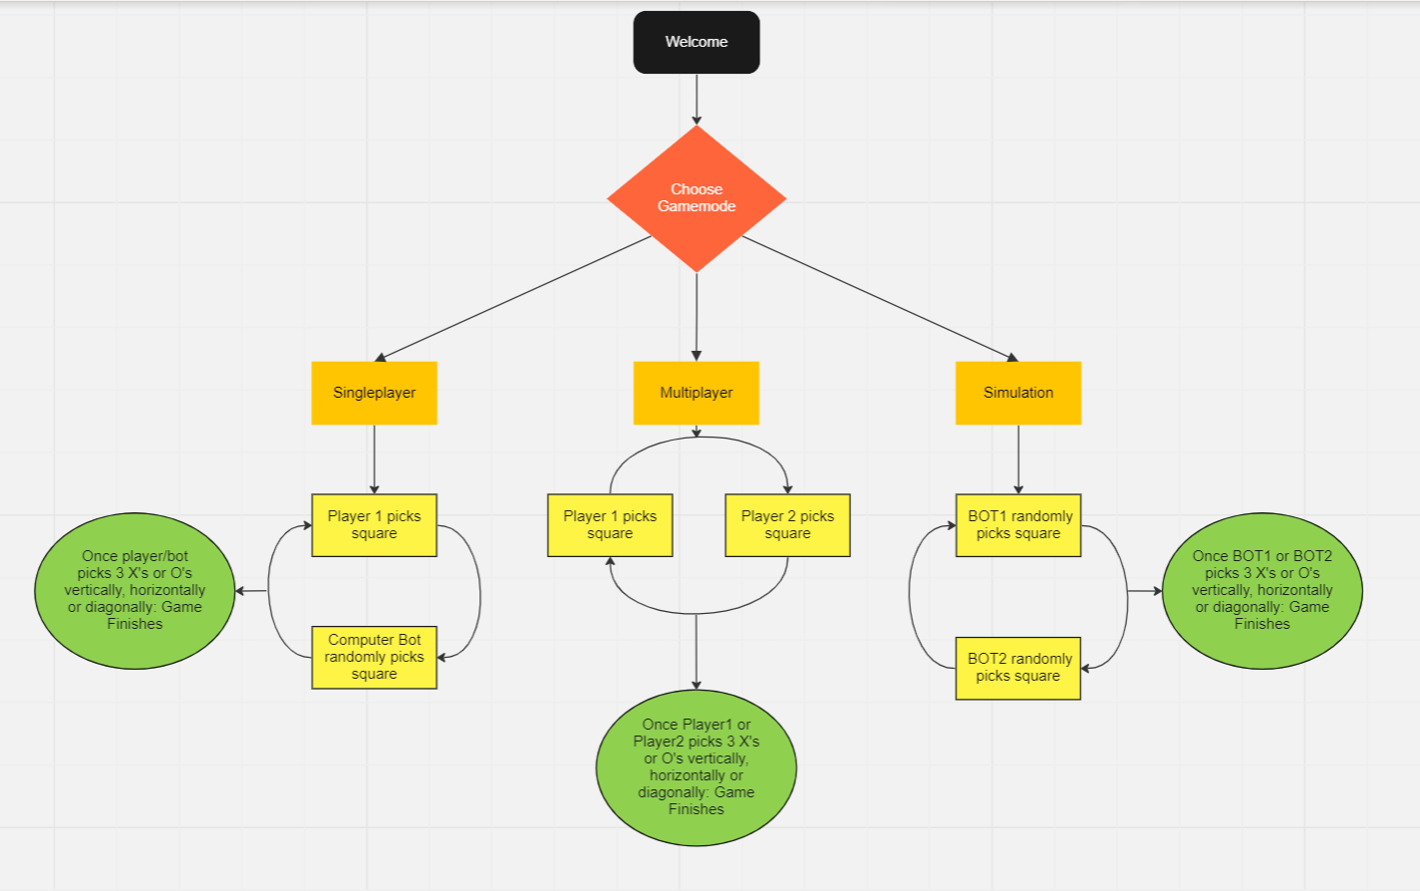 Welcome
Choose
Gamemode
Singleplayer
Multiplayer
Simulation
Player 1 picks
square
Player 1 picks
square
Player 2 picks
square
BOT1 randomly
picks square
Once player/bot
picks 3 X's or O's
vertically, horizontally
or diagonally: Game
Finishes
Once BOT1 or BOT2
picks 3 X's or O's
vertically, horizontally
or diagonally: Game
Finishes
Computer Bot
randomly picks
square
BOT2 randomly
picks square
Once Player1 or
Player2 picks 3 X's
or O's vertically,
horizontally or
diagonally: Game
Finishes